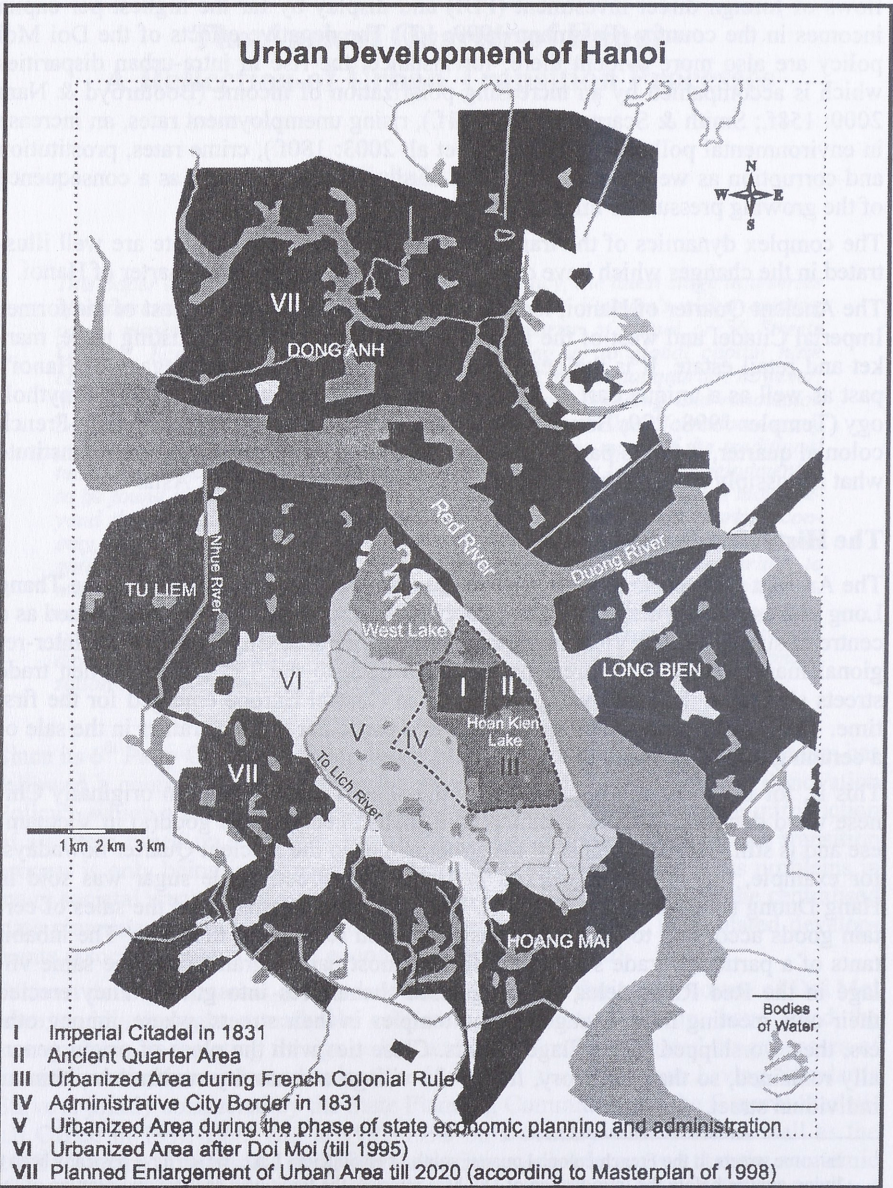 Urban Development of Hanoi
N
W E
S
VII
DONG ANH
Red River
Duong River
Nhue River
TU LIEM
West Lake
LONG BIEN
VI
I
II
Hoan Kien
Lake
V
IV
III
VII
To Lich River
1 km 2 km 3 km
HOANG MAI
Bodies
of Water
I Imperial Citadel in 1831
II Ancient Quarter Area
III Urbanized Area during French Colonial Rule
IV Administrative City Border in 1831
V Urbanized Area during the phase of state economic planning and administration
VI Urbanized Area after Doi Moi (till 1995)
VII Planned Enlargement of Urban Area till 2020 (according to Masterplan of 1998)